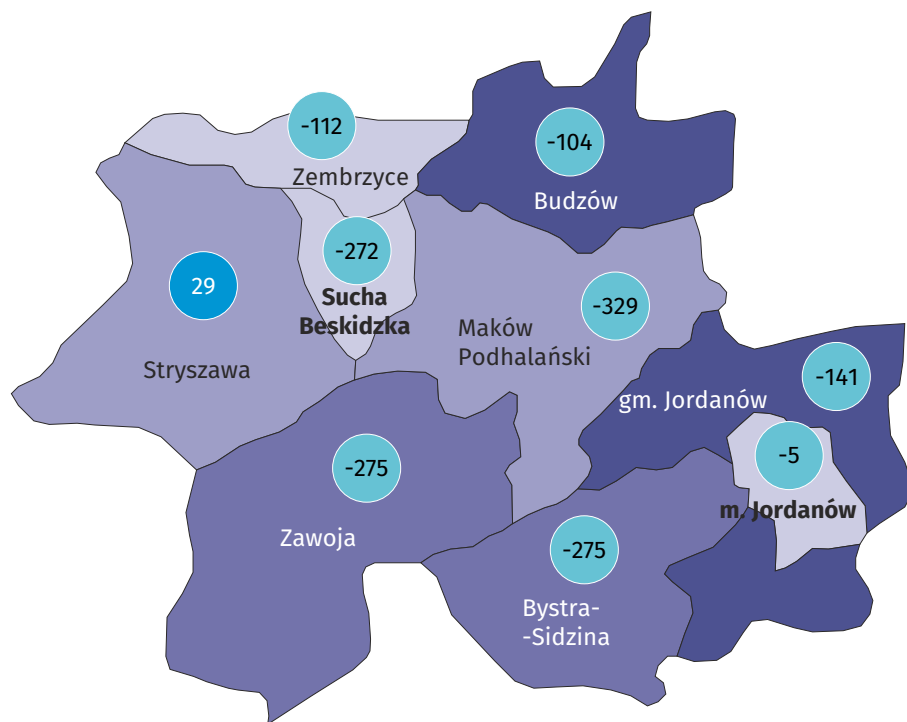 -112
Zembrzyce
-104
Budzów
-272
Sucha
Beskidzka
29
Stryszawa
-329
Maków
Podhalański
-141
gm. Jordanów
-5
m. Jordanów
-275
Zawoja
-275
Bystra-
-Sidzina